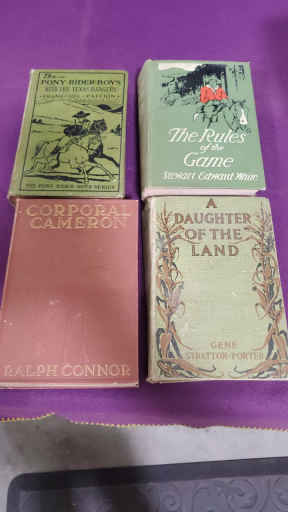 The
PONY RIDER BOYS
WITH THE TEXAS RANGERS
FRANK GEE PATCHIN
THE PONY RIDER BOYS SERIES
The Rules
of the
Game
Stewart Edward White
CORPORAL
CAMERON
RALPH CONNOR
A
DAUGHTER
OF THE
LAND
GENE
STRATTON-PORTER